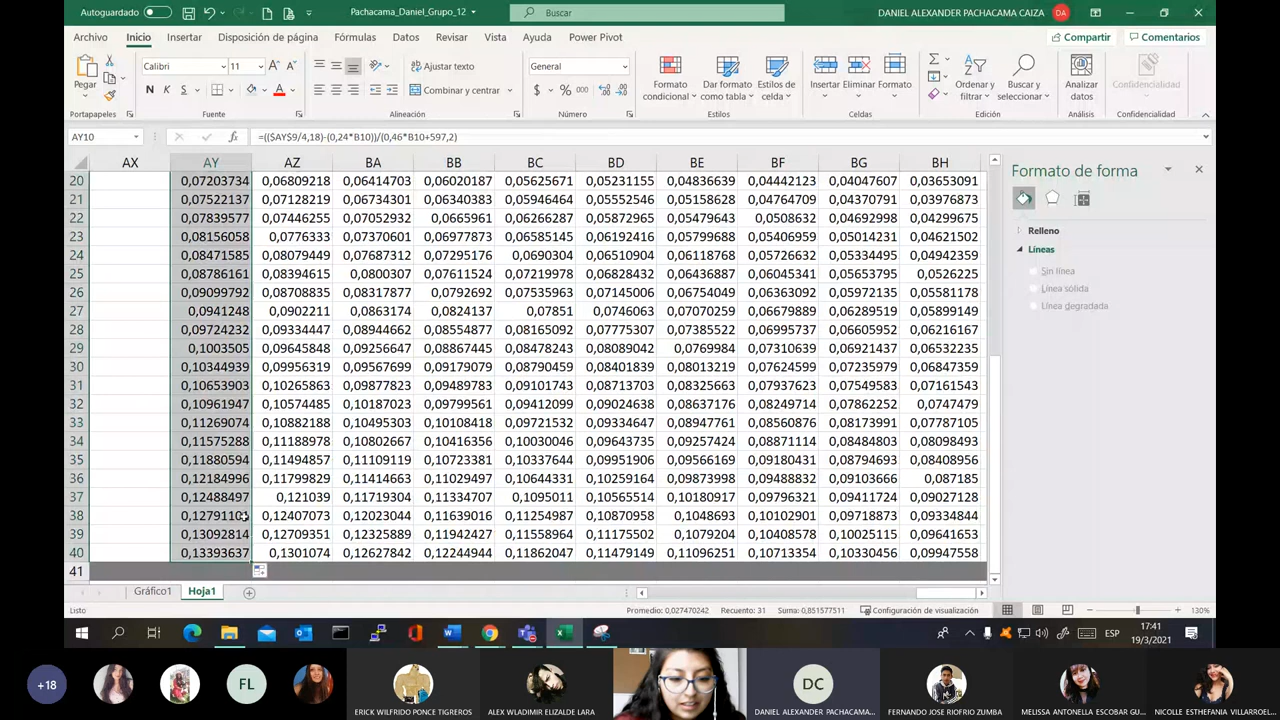 Autoguardado Pachacama_Daniel_Grupo_12 Buscar DANIEL ALEXANDER PACHACAMA CAIZA DA
Archivo Inicio Insertar Disposición de página Fórmulas Datos Revisar Vista Ayuda Power Pivot Compartir Comentarios
Pegar Calibri 11 N K S Ajustar texto Combinar y centrar General $ % 000 Formato condicional Dar formato como tabla Estilos de celda Insertar Eliminar Formato Ordenar y filtrar Buscar y seleccionar Analizar datos Confidencialidad
Portapapeles Fuente Alineación Número Estilos Celdas Edición Análisis Confidencialidad
AY10 fx =(($AY$9/4,18)-(0,24*B10))/(0,46*B10+597,2)
AX AY AZ BA BB BC BD BE BF BG BH
20 0,07203734 0,06809218 0,06414703 0,06020187 0,05625671 0,05231155 0,04836639 0,04442123 0,04047607 0,03653091
21 0,07522137 0,07128219 0,06734301 0,06340383 0,05946464 0,05552546 0,05158628 0,04764709 0,04370791 0,03976873
22 0,07839577 0,07446255 0,07052932 0,0665961 0,06266287 0,05872965 0,05479643 0,0508632 0,04692998 0,04299675
23 0,08156058 0,0776333 0,07370601 0,06977873 0,06585145 0,06192416 0,05799688 0,05406959 0,05014231 0,04621502
24 0,08471585 0,08079449 0,07687312 0,07295176 0,0690304 0,06510904 0,06118768 0,05726632 0,05334495 0,04942359
25 0,08786161 0,08394615 0,0800307 0,07611524 0,07219978 0,06828432 0,06436887 0,06045341 0,05653795 0,0526225
26 0,09099792 0,08708835 0,08317877 0,0792692 0,07535963 0,07145006 0,06754049 0,06363092 0,05972135 0,05581178
27 0,0941248 0,0902211 0,0863174 0,0824137 0,07851 0,0746063 0,07070259 0,06679889 0,06289519 0,05899149
28 0,09724232 0,09334447 0,08944662 0,08554877 0,08165092 0,07775307 0,07385522 0,06995737 0,06605952 0,06216167
29 0,1003505 0,09645848 0,09256647 0,08867445 0,08478243 0,08089042 0,0769984 0,07310639 0,06921437 0,06532235
30 0,10344939 0,09956319 0,09567699 0,09179079 0,08790459 0,08401839 0,08013219 0,07624599 0,07235979 0,06847359
31 0,10653903 0,10265863 0,09877823 0,09489783 0,09101743 0,08713703 0,08325663 0,07937623 0,07549583 0,07161543
32 0,10961947 0,10574485 0,10187023 0,09799561 0,09412099 0,09024638 0,08637176 0,08249714 0,07862252 0,0747479
33 0,11269074 0,10882188 0,10495303 0,10108418 0,09721532 0,09334647 0,08947761 0,08560876 0,08173991 0,07787105
34 0,11575288 0,11188978 0,10802667 0,10416356 0,10030046 0,09643735 0,09257424 0,08871114 0,08484803 0,08098493
35 0,11880594 0,11494857 0,11109119 0,10723381 0,10337644 0,09951906 0,09566169 0,09180431 0,08794693 0,08408956
36 0,12184996 0,11799829 0,11414663 0,11029497 0,10644331 0,10259164 0,09873998 0,09488832 0,09103666 0,087185
37 0,12488497 0,121039 0,11719304 0,11334707 0,1095011 0,10565514 0,10180917 0,09796321 0,09411724 0,09027128
38 0,12407073 0,12023044 0,11639016 0,11254987 0,10870958 0,1048693 0,10102901 0,09718873 0,09334844
39 0,13092814 0,12709351 0,12325889 0,11942427 0,11558964 0,11175502 0,1079204 0,10408578 0,10025115 0,09641653
40 0,13393637 0,1301074 0,12627842 0,12244944 0,11862047 0,11479149 0,11096251 0,10713354 0,10330456 0,09947558
41
Formato de forma
Relleno
Líneas
Sin línea
Línea sólida
Línea degradada
Gráfico1 Hoja1
Listo Promedio: 0,027470242 Recuento: 31 Suma: 0,851577511 Configuración de visualización 130%
ESP 17:41
19/3/2021
+18 FL DC
ERICK WILFRIDO PONCE TIGREROS ALEX WLADIMIR ELIZALDE LARA DANIEL ALEXANDER PACHACAMA... FERNANDO JOSE RIOFRIO ZUMBA MELISSA ANTONELLA ESCOBAR GU... NICOLLE ESTHEFANIA VILLARROEL...